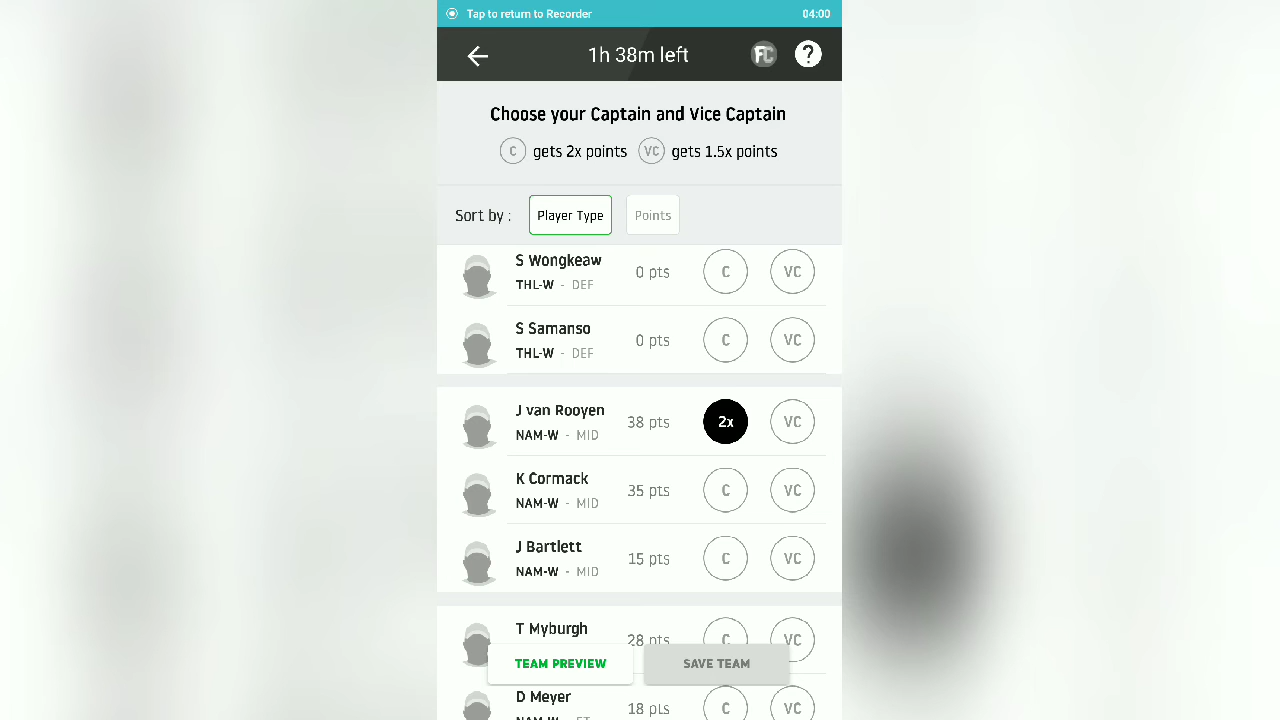 Tap to return to Recorder 04:00
1h 38m left FC ?
Choose your Captain and Vice Captain
C gets 2x points VC gets 1.5x points
Sort by : Player Type Points
S Wongkeaw 0 pts C VC
THL-W - DEF
S Samanso 0 pts C VC
THL-W - DEF
J van Rooyen 38 pts 2x VC
NAM-W - MID
K Cormack 35 pts C VC
NAM-W - MID
J Bartlett 15 pts C VC
NAM-W - MID
T Myburgh 28 pts C VC
TEAM PREVIEW SAVE TEAM
D Meyer 18 pts C VC
NAM-W - ST